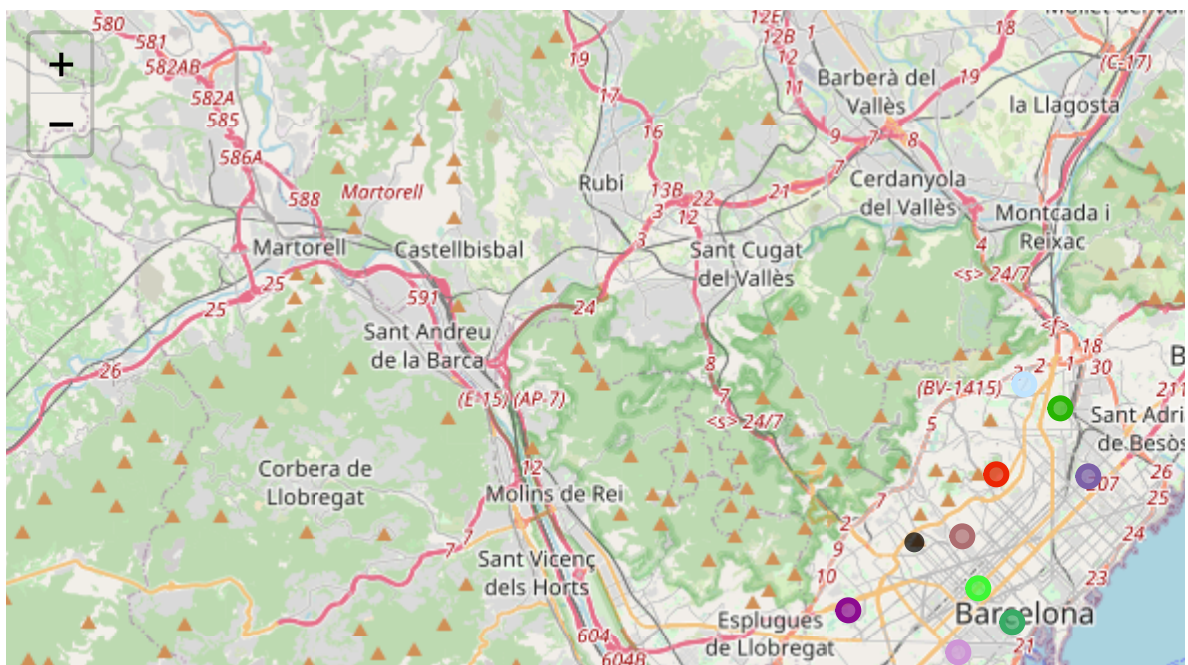 580
581
582AB
582A
585
586A
588
Martorell
Martorell
25
25
26
591
Castellbisbal
Sant Andreu
de la Barca
(E-15) (AP-7)
Corbera de
Llobregat
12
Molins de Rei
7
7
Sant Vicenç
dels Horts
604
604B
19
17
16
Rubí
13B
22
3
12
3
21
24
Sant Cugat
del Vallès
8
7
<s> 24/7
12E
12B
1
12
11
9
7
7
8
Barberà del
Vallès
19
18
(C-17)
la Llagosta
Cerdanyola
del Vallès
4
Montcada i
Reixac
<s> 24/7
<f>
18
2
1
30
B
211
(BV-1415)
5
Sant Adri
de Besòs
26
25
207
24
23
7
2
9
10
Esplugues
de Llobregat
Barcelona
21
+
−